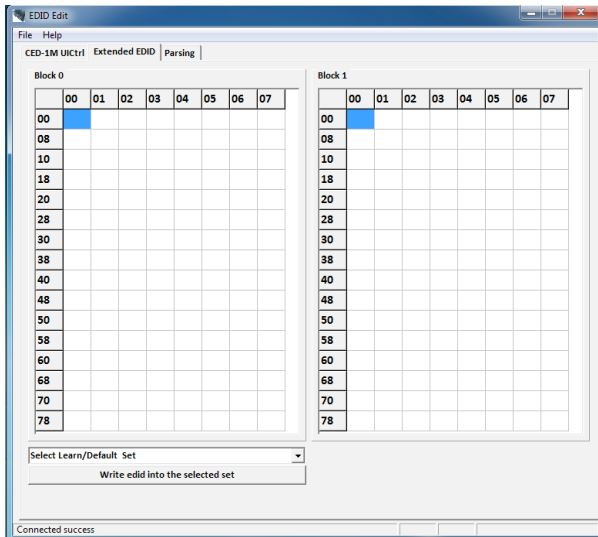 EDID Edit
File Help
CED-1M UICtrl Extended EDID Parsing
Block 0 Block 1
00 01 02 03 04 05 06 07 00 01 02 03 04 05 06 07
00 00
08 08
10 10
18 18
20 20
28 28
30 30
38 38
40 40
48 48
50 50
58 58
60 60
68 68
70 70
78 78
Select Learn/Default Set
Write edid into the selected set
Connected success